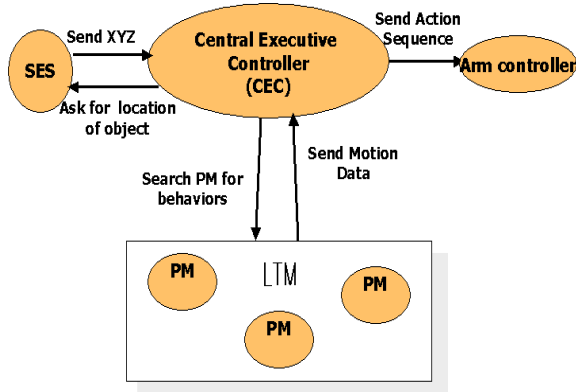 Send XYZ
SES
Ask for location
of object
Central Executive
Controller
(CEC)
Send Action
Sequence
Arm controller
Search PM for
behaviors
Send Motion
Data
LTM
PM
PM
PM